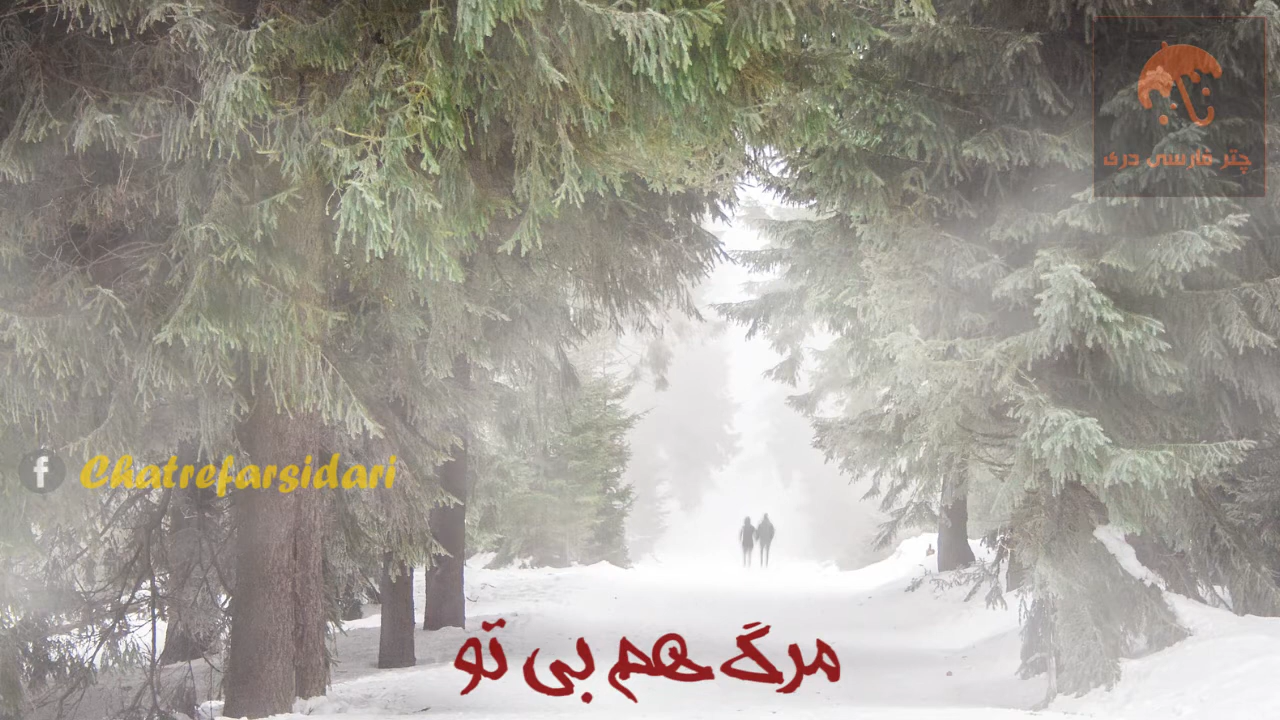 چتر فارسی دری
Chatrefarsidari
مرگ هم بی تو